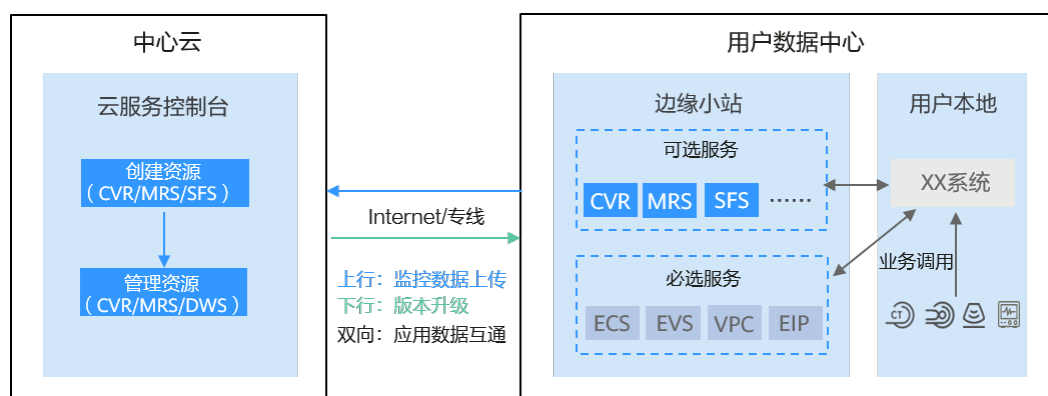 中心云
云服务控制台
创建资源
（CVR/MRS/SFS）
管理资源
（CVR/MRS/DWS）
Internet/专线
上行：监控数据上传
下行：版本升级
双向：应用数据互通
用户数据中心
边缘小站
可选服务
CVR
MRS
SFS
······
必选服务
ECS
EVS
VPC
EIP
用户本地
XX系统
业务调用
CT